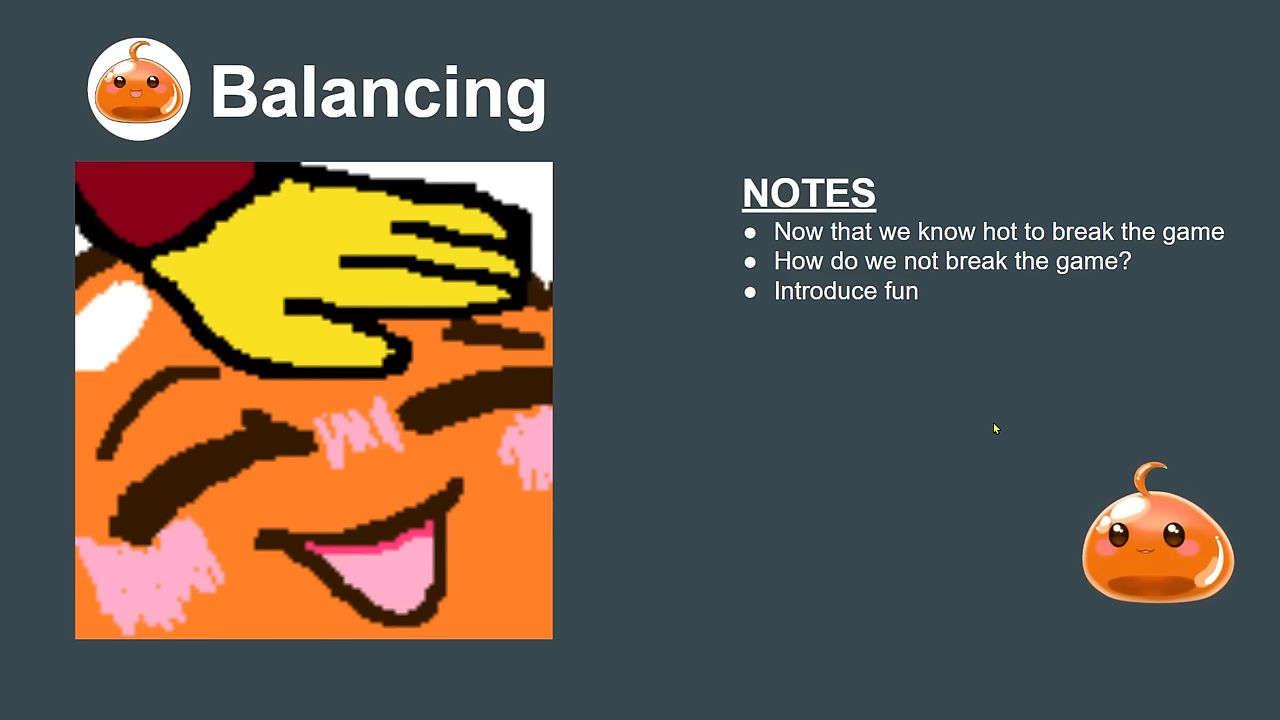 Balancing
NOTES
● Now that we know hot to break the game
● How do we not break the game?
● Introduce fun